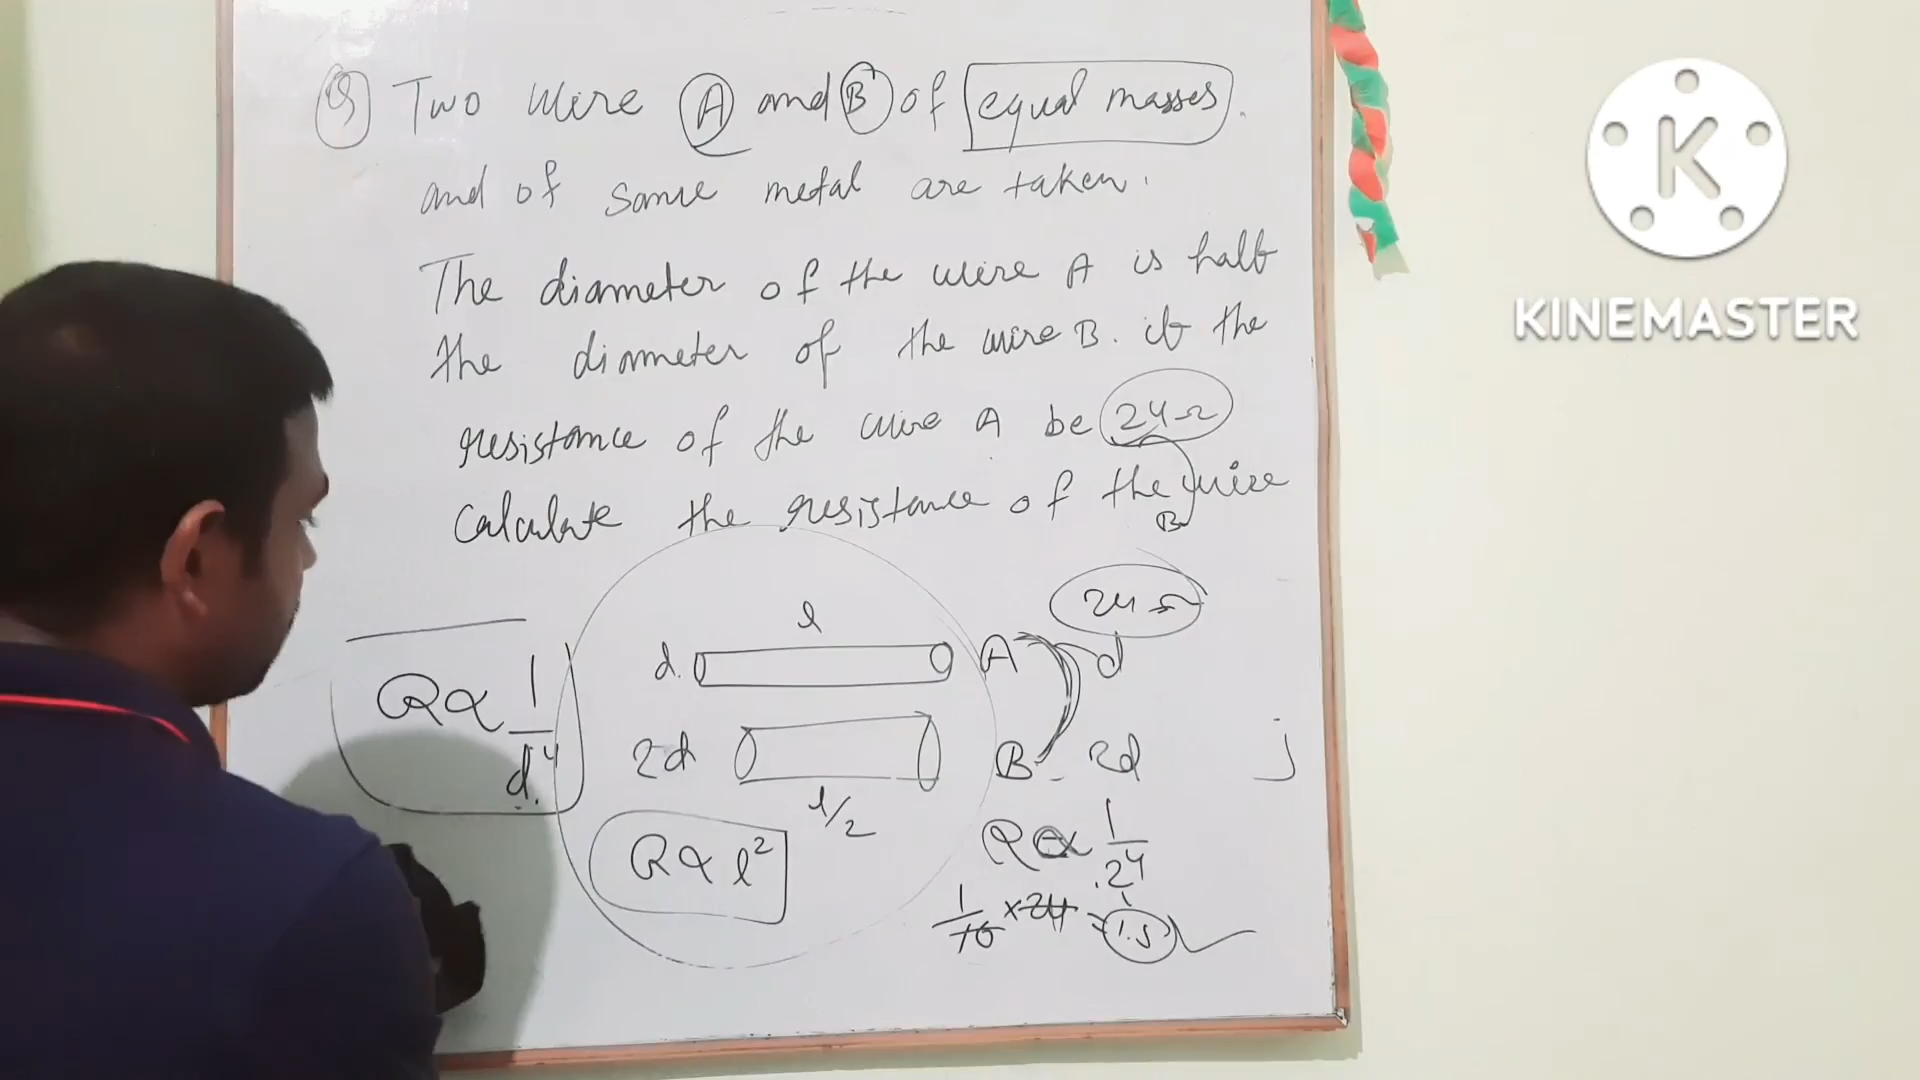 Q) Two wire A and B of equal masses.
and of same metal are taken.
The diameter of the wire A is half
the diameter of the wire B. if the
resistance of the wire A be 24Ω
Calculate the resistance of the wire
B
24Ω
l
d. A d
R∝1/d⁴
2d B 2d
l/2
R∝l²
R∝1/2⁴
1/16 × 24 = 1.5
K
KINEMASTER